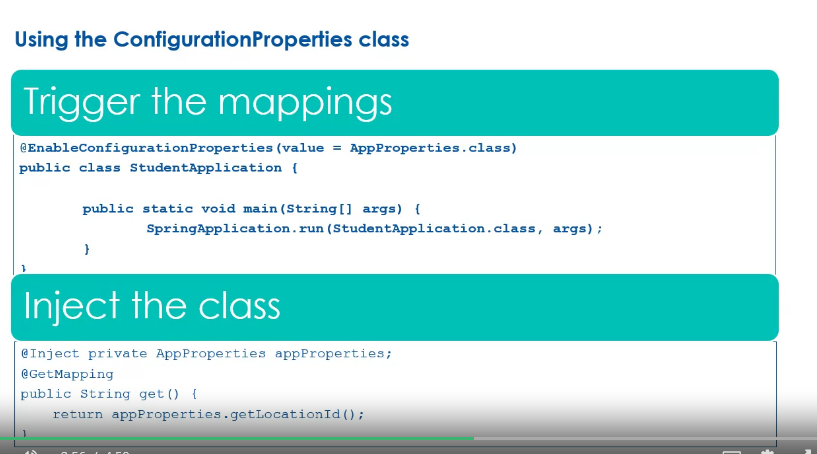 Using the ConfigurationProperties class
Trigger the mappings
@EnableConfigurationProperties(value = AppProperties.class)
public class StudentApplication {
public static void main(String[] args) {
SpringApplication.run(StudentApplication.class, args);
}
}
Inject the class
@Inject private AppProperties appProperties;
@GetMapping
public String get() {
return appProperties.getLocationId();
}